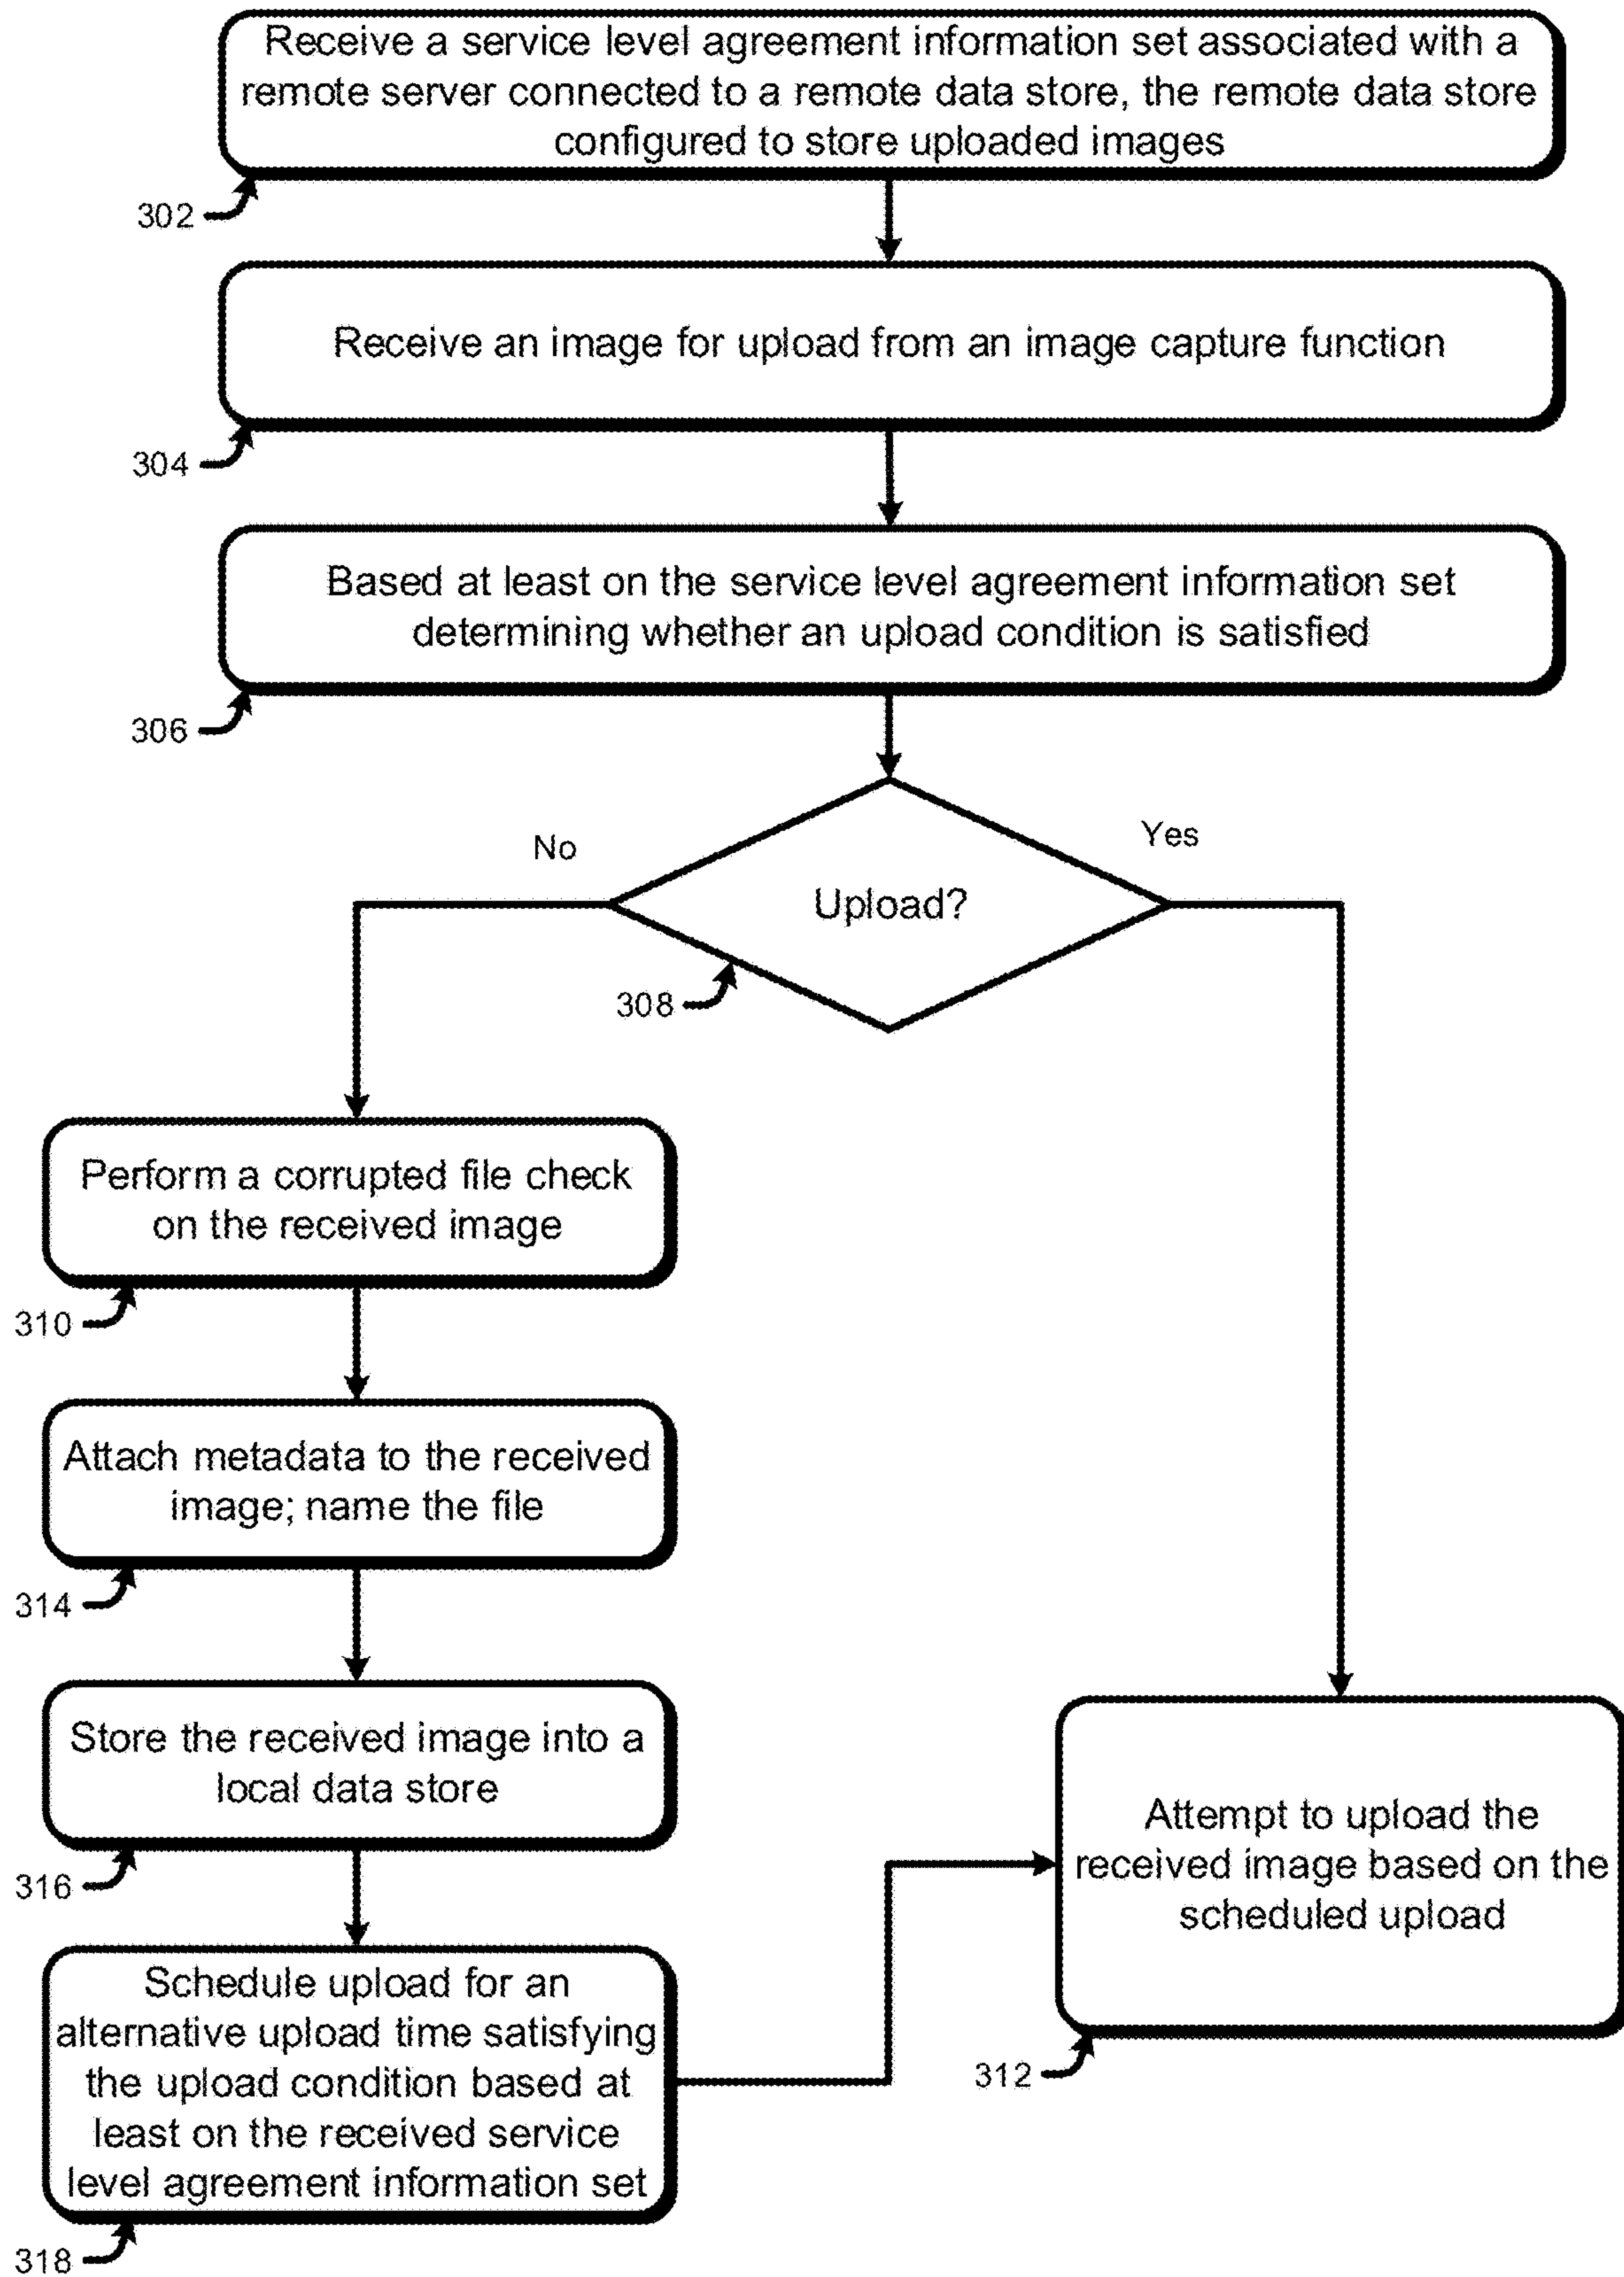 Receive a service level agreement information set associated with a
remote server connected to a remote data store, the remote data store
configured to store uploaded images
302
Receive an image for upload from an image capture function
304
Based at least on the service level agreement information set
determining whether an upload condition is satisfied
306
No
Yes
Upload?
308
Perform a corrupted file check
on the received image
310
Attach metadata to the received
image; name the file
314
Store the received image into a
local data store
316
Schedule upload for an
alternative upload time satisfying
the upload condition based at
least on the received service
level agreement information set
318
Attempt to upload the
received image based on the
scheduled upload
312